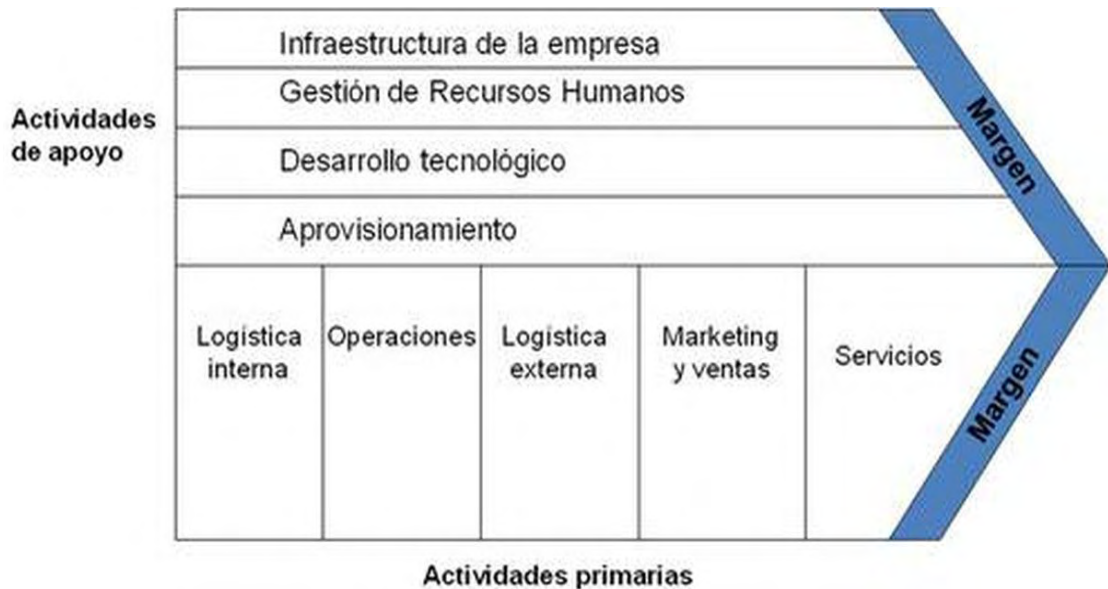 Infraestructura de la empresa
Gestión de Recursos Humanos
Actividades
de apoyo
Desarrollo tecnológico
Aprovisionamiento
Margen
Logística
interna
Operaciones
Logística
externa
Marketing
y ventas
Servicios
Margen
Actividades primarias